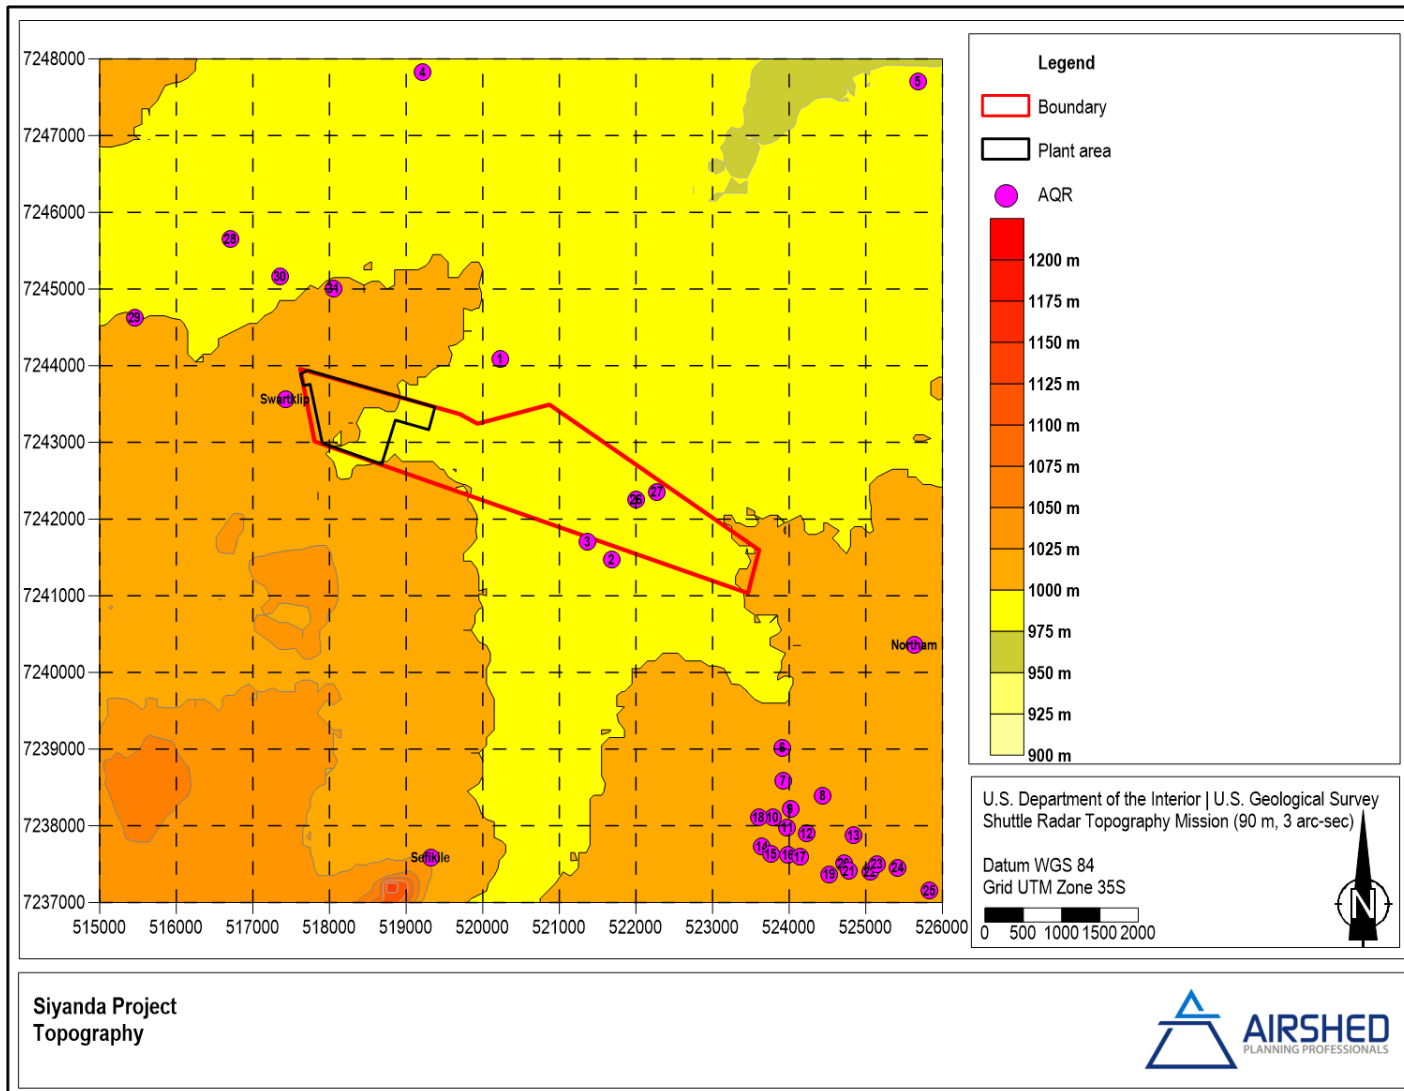 7248000
7247000
7246000
7245000
7244000
7243000
7242000
7241000
7240000
7239000
7238000
7237000
515000 516000 517000 518000 519000 520000 521000 522000 523000 524000 525000 526000
4
5
28
30
31
29
1
Swartklip
27
26
3
2
Northam
6
7
8
9
18 10
11
12
13
14
15 16 17
Sefikile
20 23
19 21 22 24
25
Legend
Boundary
Plant area
AQR
1200 m
1175 m
1150 m
1125 m
1100 m
1075 m
1050 m
1025 m
1000 m
975 m
950 m
925 m
900 m
U.S. Department of the Interior | U.S. Geological Survey
Shuttle Radar Topography Mission (90 m, 3 arc-sec)
Datum WGS 84
Grid UTM Zone 35S
0 500 1000 1500 2000
N
Siyanda Project
Topography
AIRSHED
PLANNING PROFESSIONALS